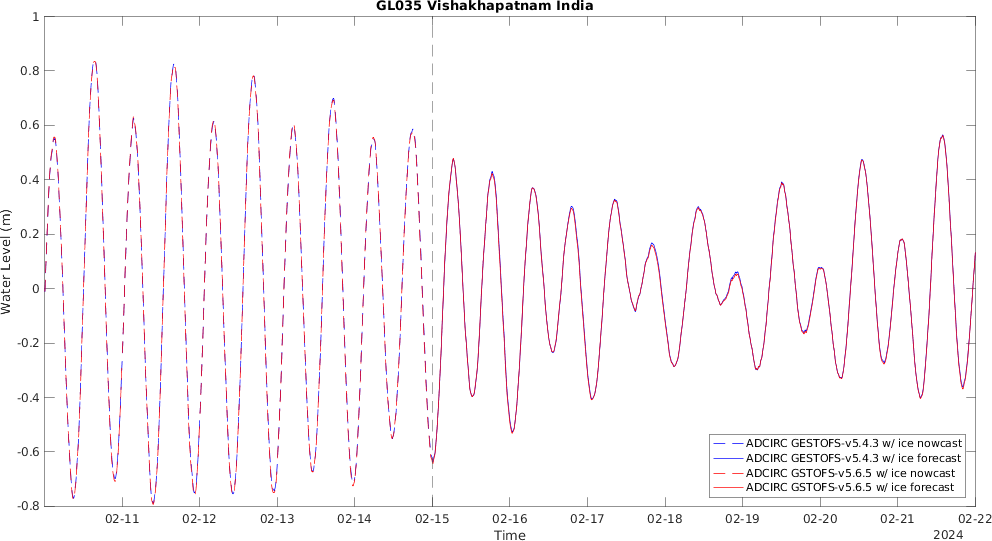 GL035 Vishakhapatnam India
1
0.8
0.6
0.4
0.2
0
-0.2
-0.4
-0.6
-0.8
Water Level (m)
ADCIRC GESTOFS-v5.4.3 w/ ice nowcast
ADCIRC GESTOFS-v5.4.3 w/ ice forecast
ADCIRC GSTOFS-v5.6.5 w/ ice nowcast
ADCIRC GSTOFS-v5.6.5 w/ ice forecast
02-11 02-12 02-13 02-14 02-15 02-16 02-17 02-18 02-19 02-20 02-21 02-22
Time
2024